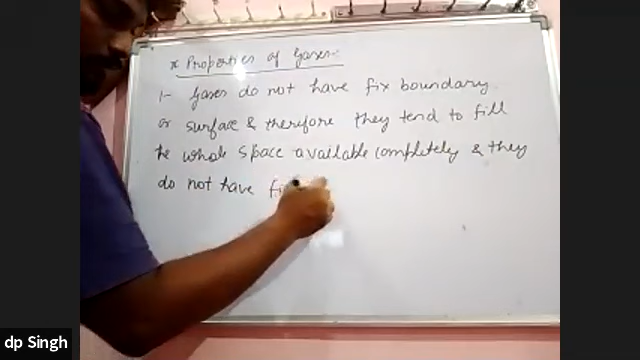 * Properties of Gases:-
1- Gases do not have fix boundary
or surface & therefore they tend to fill
the whole space available completely & they
do not have
dp Singh